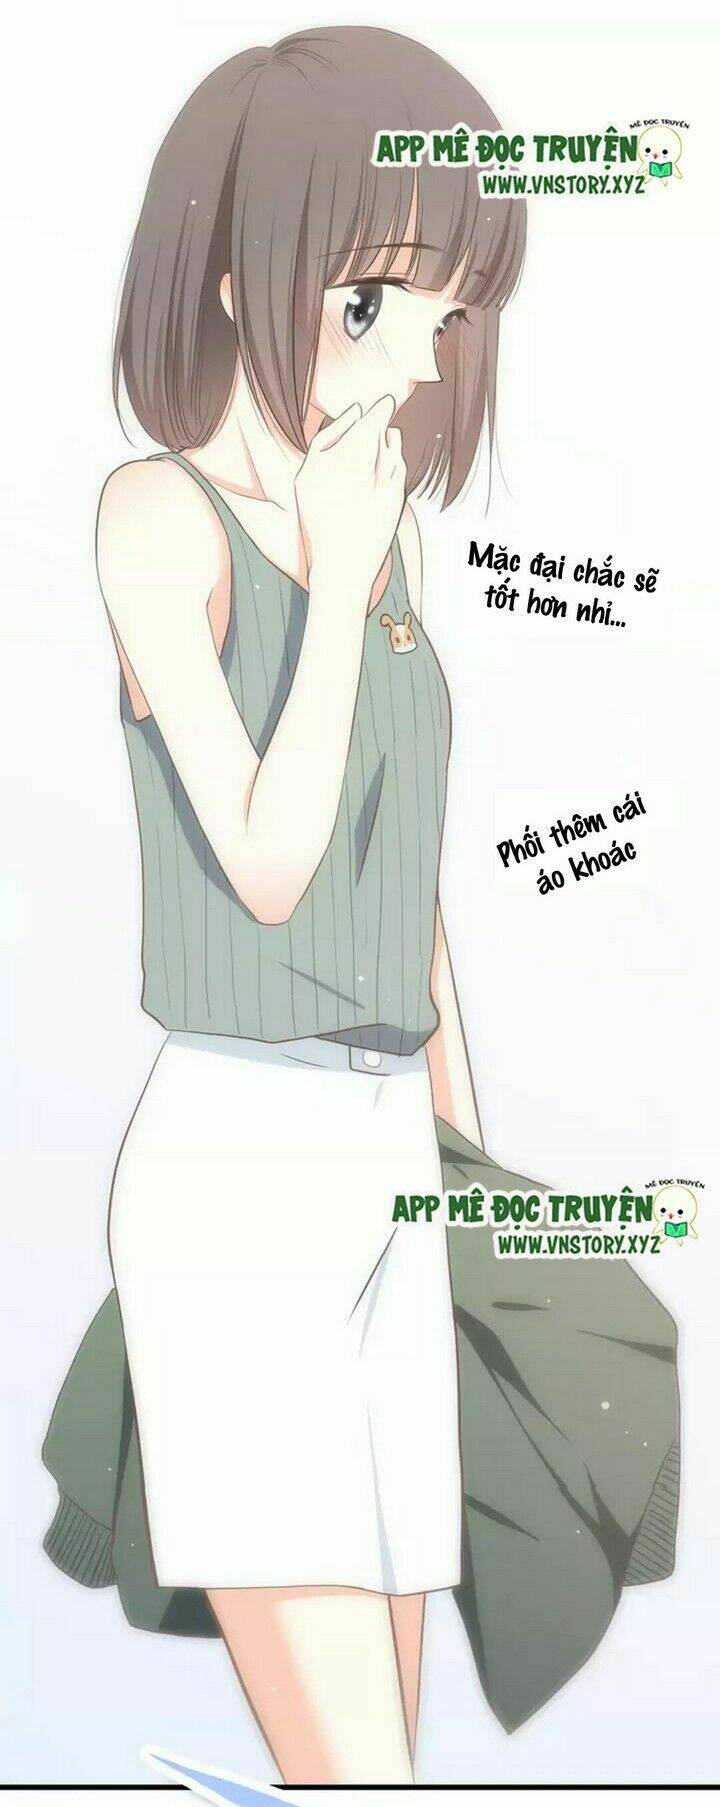 MÊ ĐỌC TRUYỆN
APP MÊ ĐỌC TRUYỆN
WWW.VNSTORY.XYZ
Mặc đại chắc sẽ
tốt hơn nhỉ...
Phối thêm cái
áo khoác
MÊ ĐỌC TRUYỆN
APP MÊ ĐỌC TRUYỆN
WWW.VNSTORY.XYZ